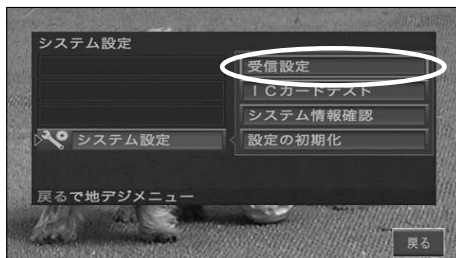 システム設定
受信設定
ICカードテスト
システム情報確認
システム設定
設定の初期化
戻るで地デジメニュー
戻る